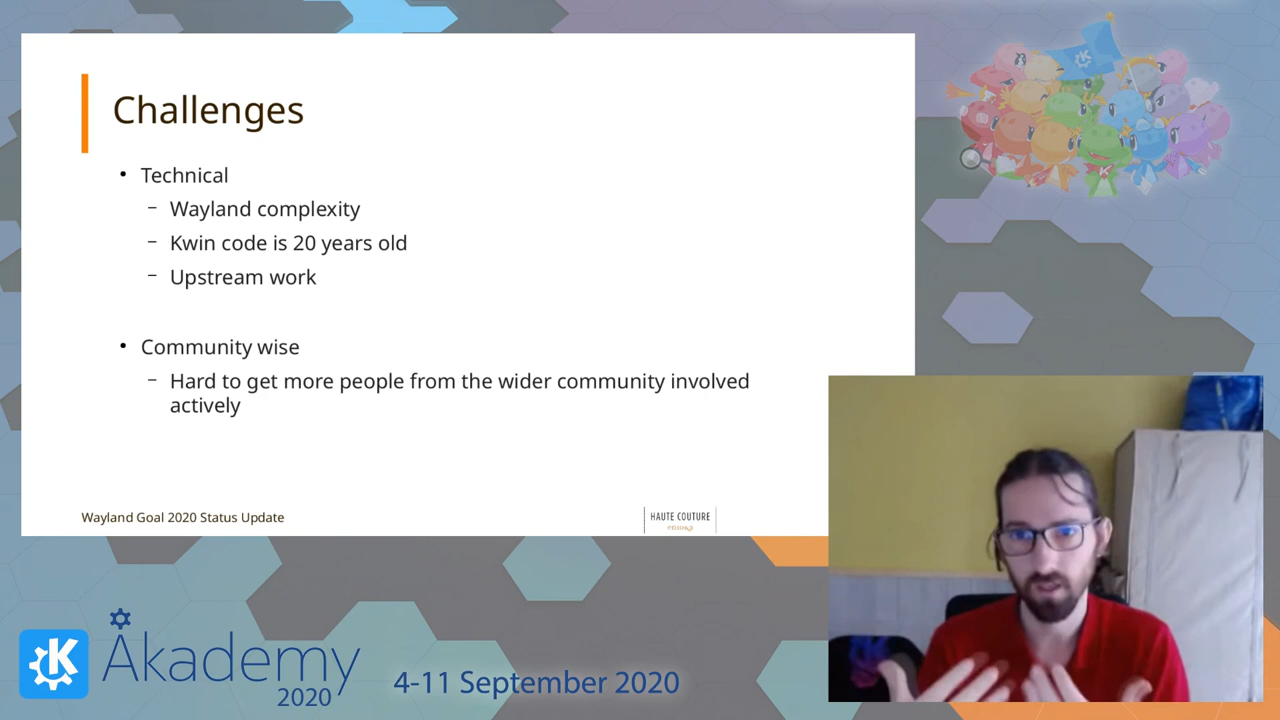 Challenges
• Technical
– Wayland complexity
– Kwin code is 20 years old
– Upstream work
• Community wise
– Hard to get more people from the wider community involved
actively
Wayland Goal 2020 Status Update
HAUTE COUTURE
K
Akademy
2020
4-11 September 2020